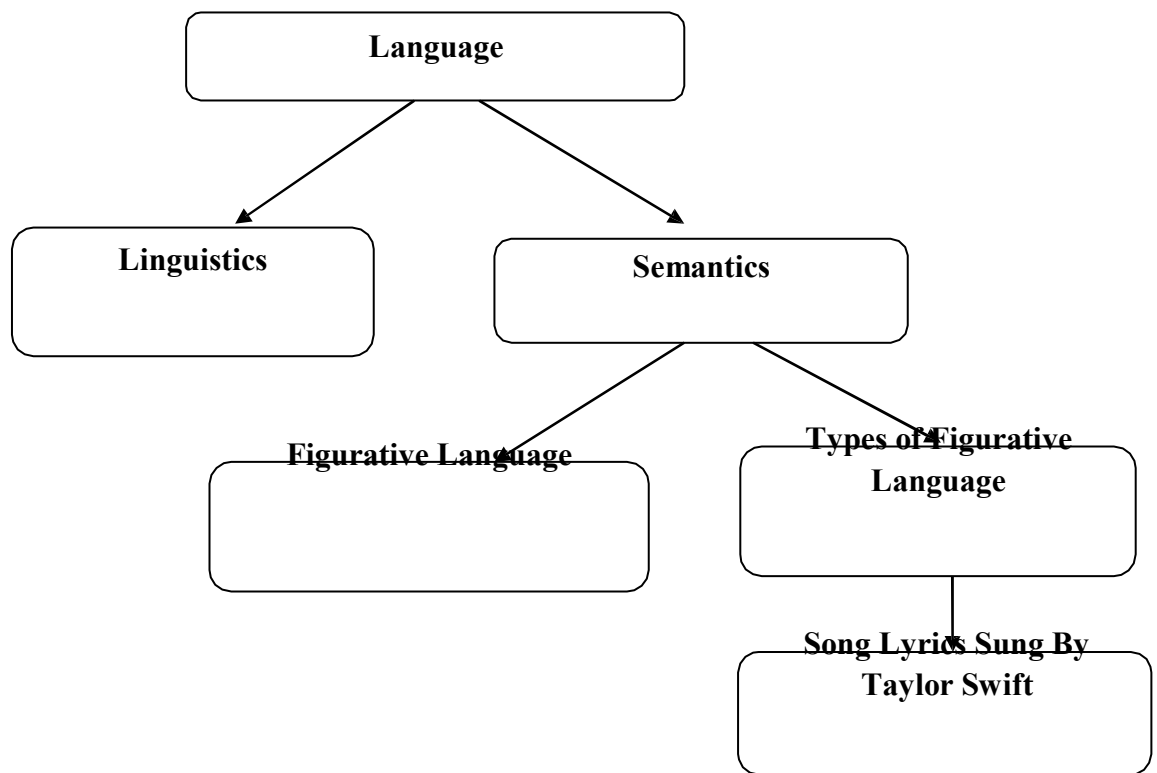 Language
Linguistics
Semantics
Figurative Language
Types of Figurative
Language
Song Lyrics Sung By
Taylor Swift